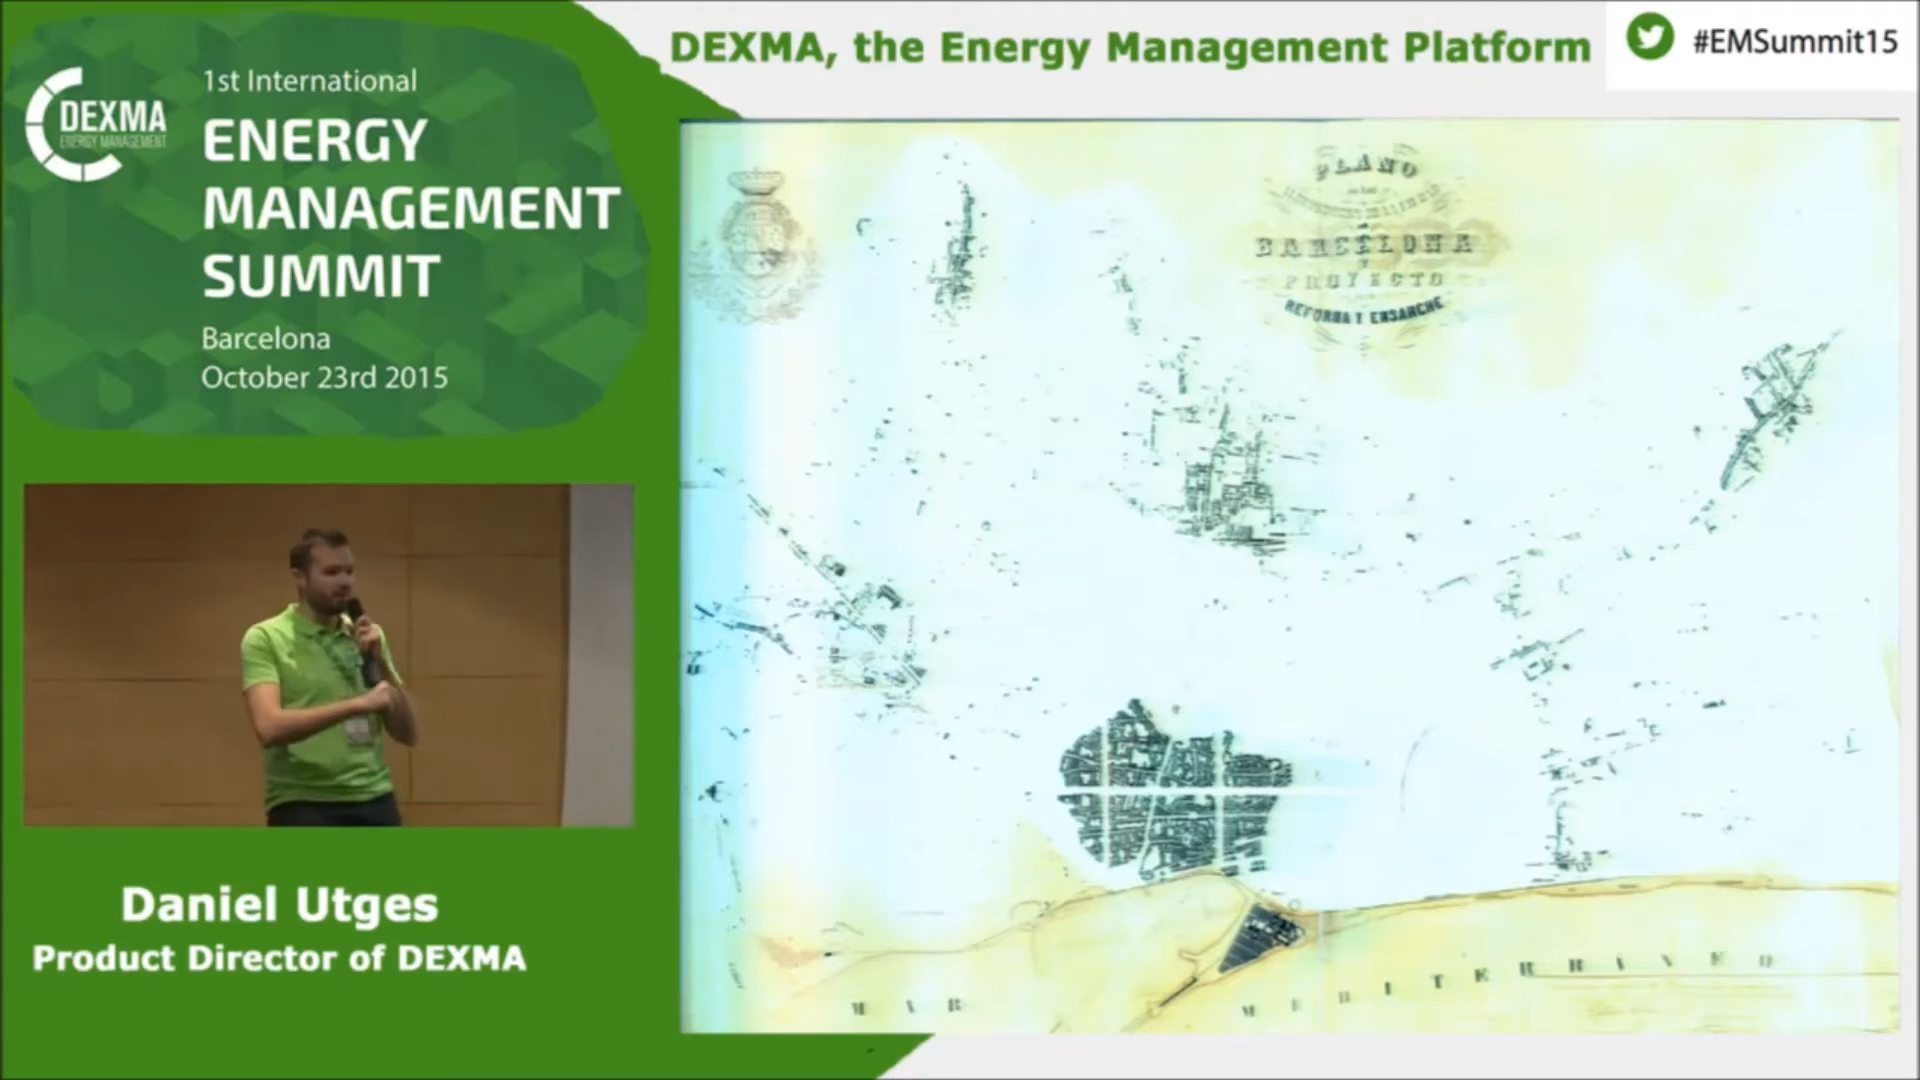 DEXMA
ENERGY MANAGEMENT
1st International
ENERGY
MANAGEMENT
SUMMIT
Barcelona
October 23rd 2015
DEXMA, the Energy Management Platform
#EMSummit15
PLANO
BARCELONA
Y
PROYECTO
REFORMA Y ENSANCHE
MAR MEDITERRANEO
Daniel Utges
Product Director of DEXMA